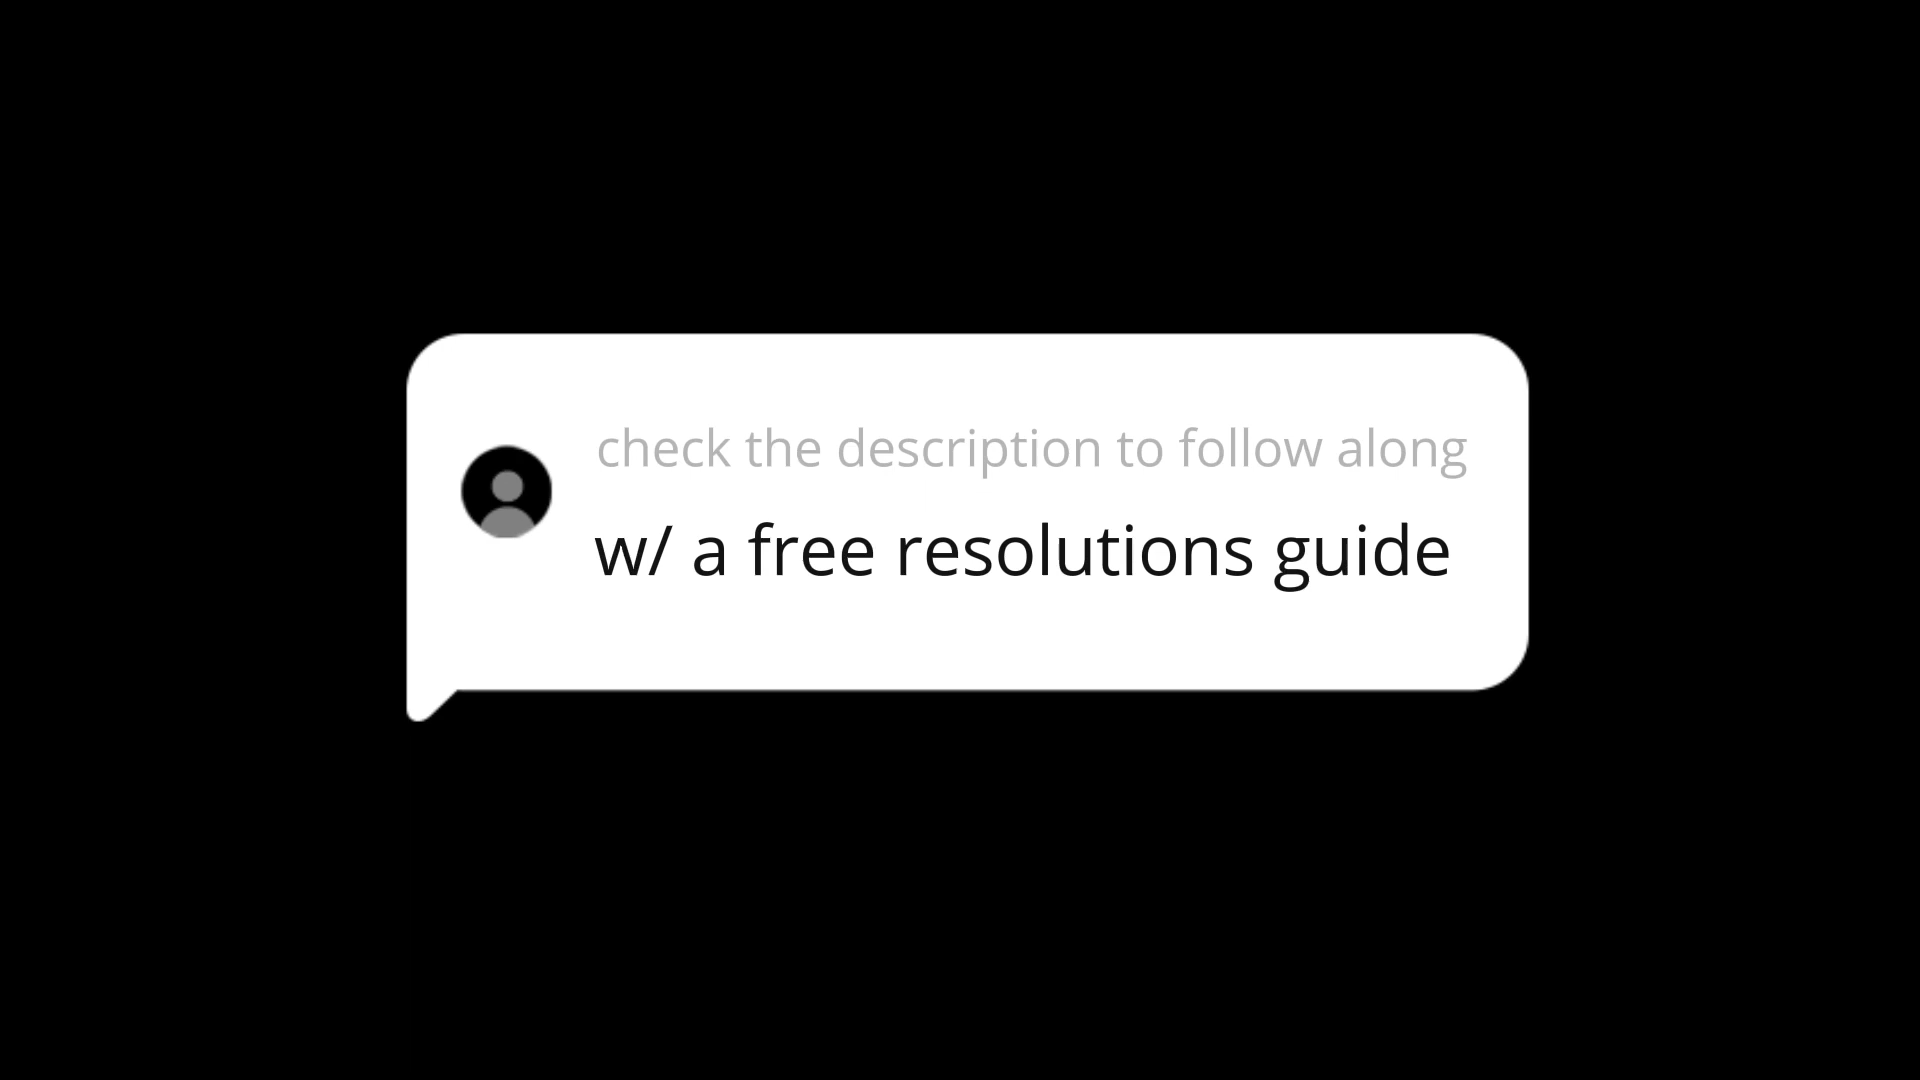 check the description to follow along
w/ a free resolutions guide